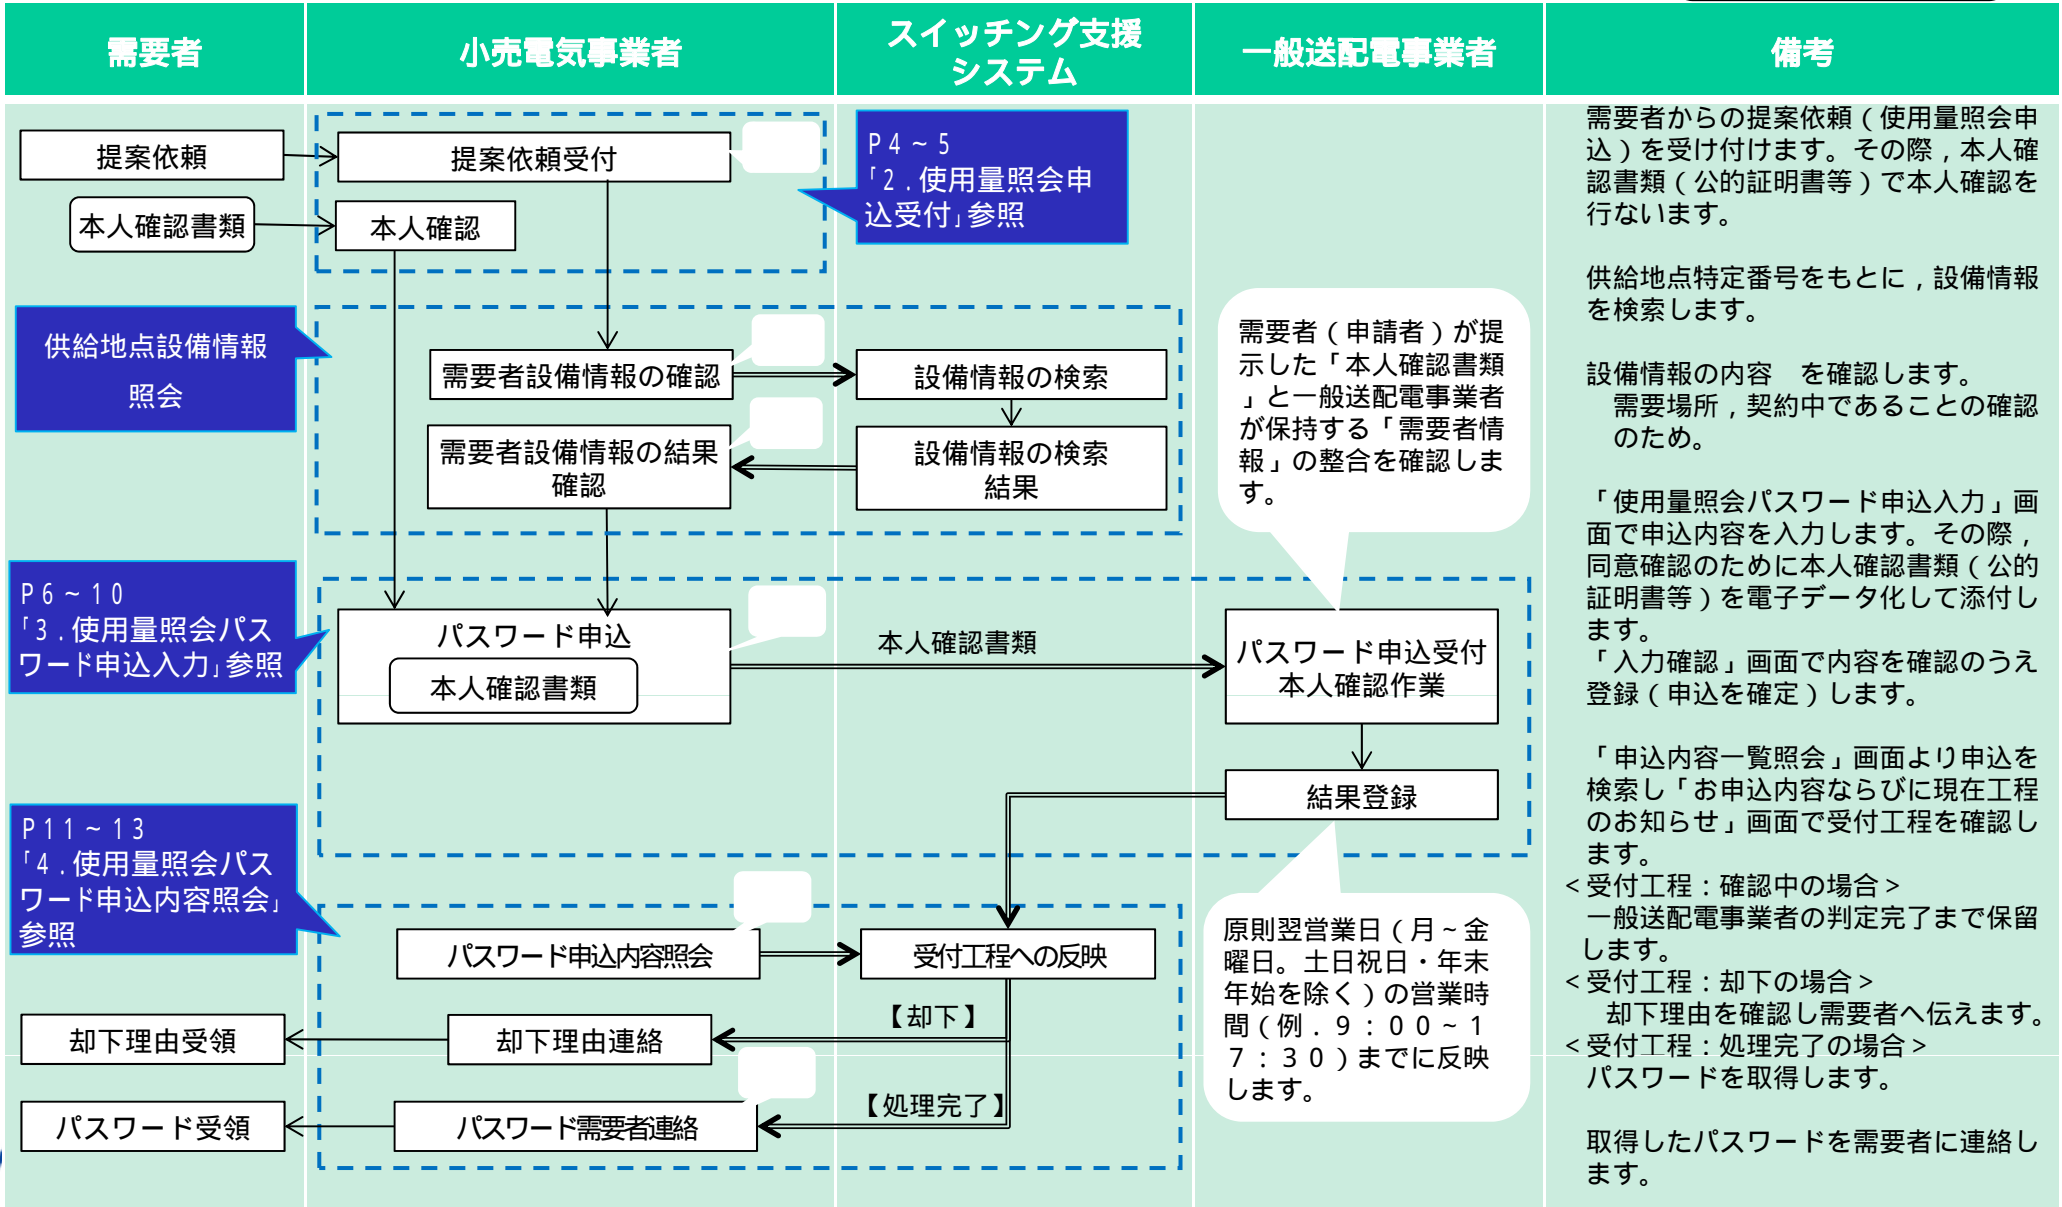 需要者
小売電気事業者
スイッチング支援
システム
一般送配電事業者
備考
提案依頼
本人確認書類
提案依頼受付
本人確認
P4~5
「2.使用量照会申
込受付」参照
供給地点設備情報
照会
需要者設備情報の確認
設備情報の検索
需要者設備情報の結果
確認
設備情報の検索
結果
需要者(申請者)が提
示した「本人確認書類
」と一般送配電事業者
が保持する「需要者情
報」の整合を確認しま
す。
P6~10
「3.使用量照会パス
ワード申込入力」参照
パスワード申込
本人確認書類
本人確認書類
パスワード申込受付
本人確認作業
結果登録
P11~13
「4.使用量照会パス
ワード申込内容照会」
参照
パスワード申込内容照会
受付工程への反映
原則翌営業日(月~金
曜日。土日祝日・年末
年始を除く)の営業時
間(例.9:00~1
7:30)までに反映
します。
【却下】
却下理由受領
却下理由連絡
【処理完了】
パスワード受領
パスワード需要者連絡
需要者からの提案依頼(使用量照会申
込)を受け付けます。その際,本人確
認書類(公的証明書等)で本人確認を
行ないます。
供給地点特定番号をもとに,設備情報
を検索します。
設備情報の内容 を確認します。
需要場所,契約中であることの確認
のため。
「使用量照会パスワード申込入力」画
面で申込内容を入力します。その際,
同意確認のために本人確認書類(公的
証明書等)を電子データ化して添付し
ます。
「入力確認」画面で内容を確認のうえ
登録(申込を確定)します。
「申込内容一覧照会」画面より申込を
検索し「お申込内容ならびに現在工程
のお知らせ」画面で受付工程を確認し
ます。
<受付工程:確認中の場合>
一般送配電事業者の判定完了まで保留
します。
<受付工程:却下の場合>
却下理由を確認し需要者へ伝えます。
<受付工程:処理完了の場合>
パスワードを取得します。
取得したパスワードを需要者に連絡し
ます。